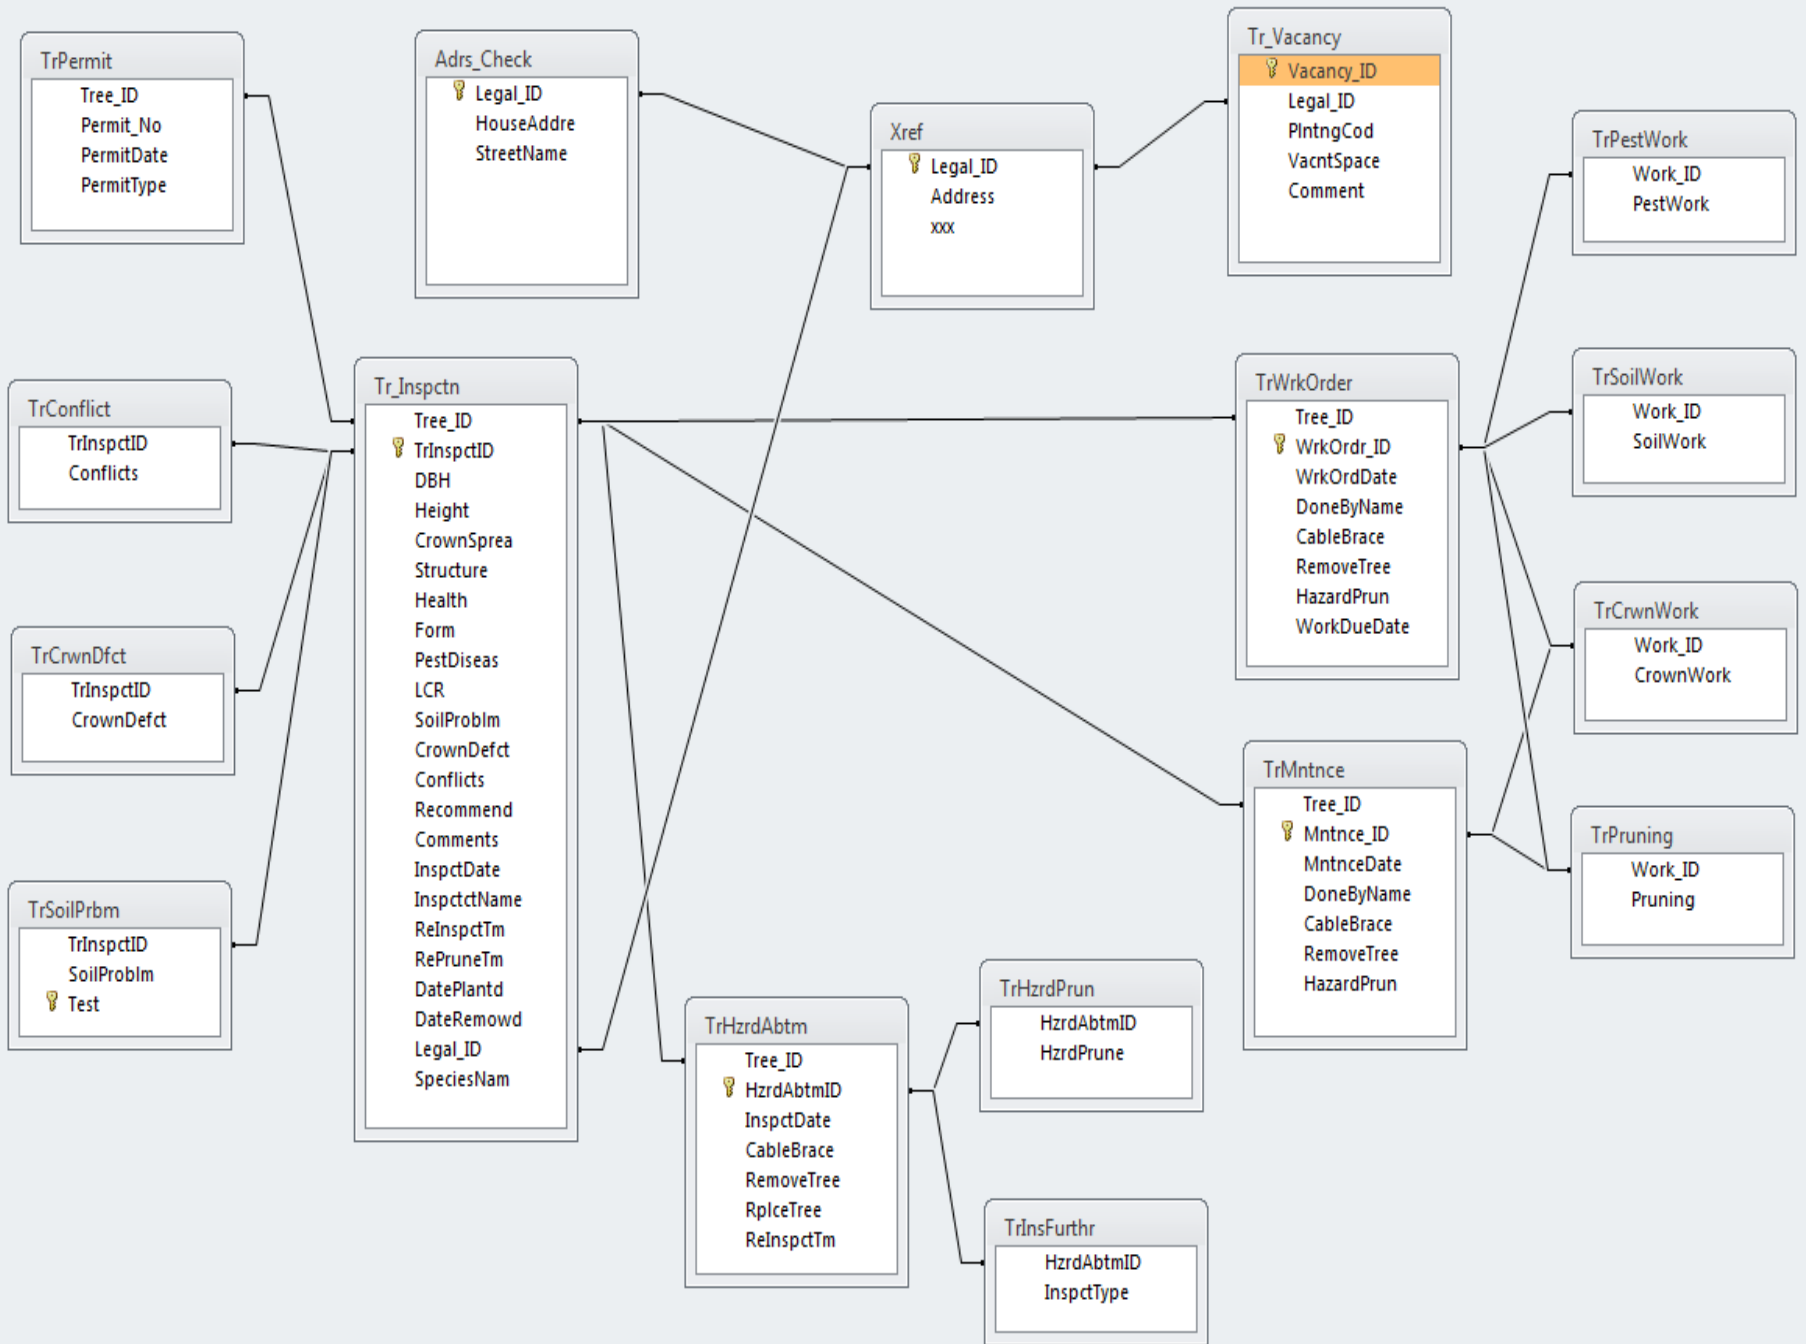 TrPermit
Tree_ID
Permit_No
PermitDate
PermitType
Adrs_Check
Legal_ID
HouseAddre
StreetName
Xref
Legal_ID
Address
xxx
Tr_Vacancy
Vacancy_ID
Legal_ID
PlntngCod
VacntSpace
Comment
TrPestWork
Work_ID
PestWork
TrConflict
TrInspctID
Conflicts
Tr_Inspctn
Tree_ID
TrInspctID
DBH
Height
CrownSprea
Structure
Health
Form
PestDiseas
LCR
SoilProblm
CrownDefct
Conflicts
Recommend
Comments
InspctDate
InspctctName
ReInspctTm
RePruneTm
DatePlantd
DateRemowd
Legal_ID
SpeciesNam
TrWrkOrder
Tree_ID
WrkOrdr_ID
WrkOrdDate
DoneByName
CableBrace
RemoveTree
HazardPrun
WorkDueDate
TrSoilWork
Work_ID
SoilWork
TrCrwnDfct
TrInspctID
CrownDefct
TrCrwnWork
Work_ID
CrownWork
TrSoilPrbm
TrInspctID
SoilProblm
Test
TrMntnce
Tree_ID
Mntnce_ID
MntnceDate
DoneByName
CableBrace
RemoveTree
HazardPrun
TrPruning
Work_ID
Pruning
TrHzrdAbtm
Tree_ID
HzrdAbtmID
InspctDate
CableBrace
RemoveTree
RplceTree
ReInspctTm
TrHzrdPrun
HzrdAbtmID
HzrdPrune
TrInsFurthr
HzrdAbtmID
InspctType